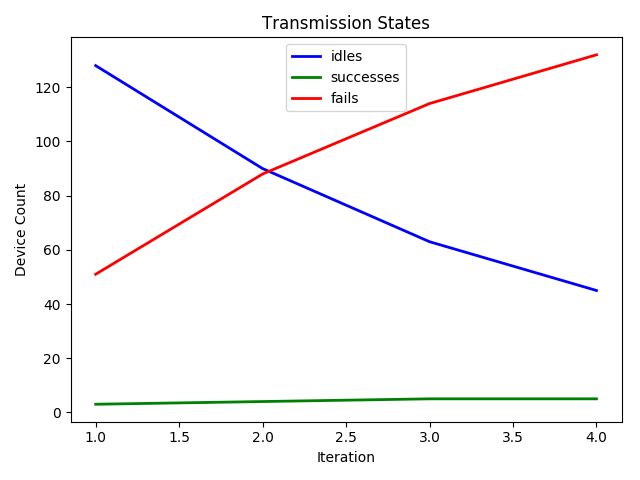 Transmission States
idles
successes
fails
Device Count
120
100
80
60
40
20
0
1.0 1.5 2.0 2.5 3.0 3.5 4.0
Iteration